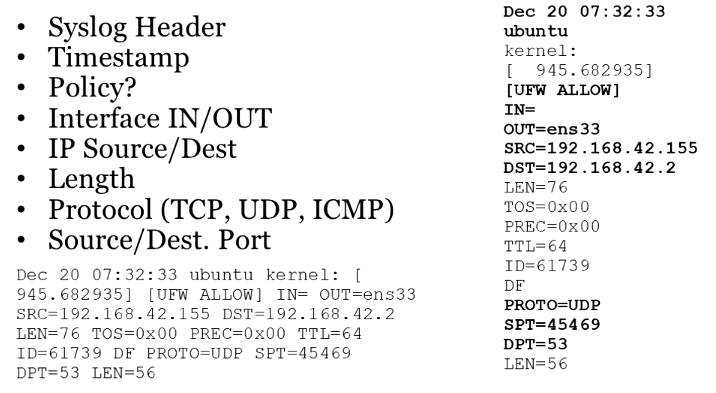 • Syslog Header
• Timestamp
• Policy?
• Interface IN/OUT
• IP Source/Dest
• Length
• Protocol (TCP, UDP, ICMP)
• Source/Dest. Port
Dec 20 07:32:33 ubuntu kernel: [
945.682935] [UFW ALLOW] IN= OUT=ens33
SRC=192.168.42.155 DST=192.168.42.2
LEN=76 TOS=0x00 PREC=0x00 TTL=64
ID=61739 DF PROTO=UDP SPT=45469
DPT=53 LEN=56
Dec 20 07:32:33
ubuntu
kernel:
[  945.682935]
[UFW ALLOW]
IN=
OUT=ens33
SRC=192.168.42.155
DST=192.168.42.2
LEN=76
TOS=0x00
PREC=0x00
TTL=64
ID=61739
DF
PROTO=UDP
SPT=45469
DPT=53
LEN=56